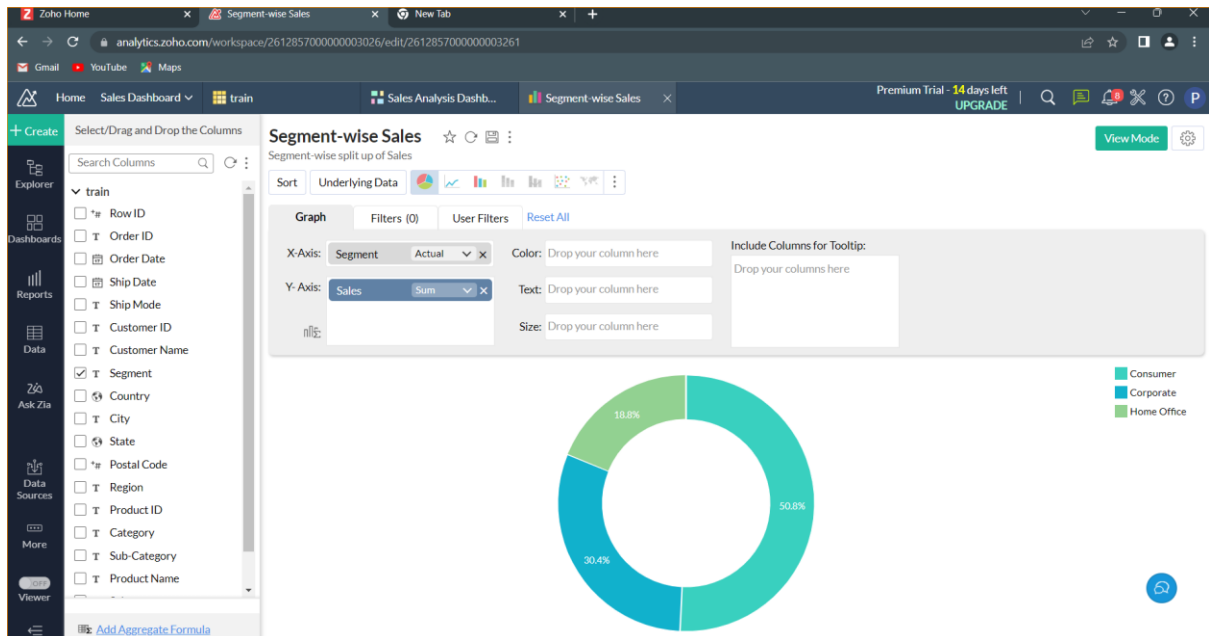 Zoho Home
Segment-wise Sales
New Tab
analytics.zoho.com/workspace/2612857000000003026/edit/2612857000000003261
Gmail
YouTube
Maps
Home
Sales Dashboard
train
Sales Analysis Dashb...
Segment-wise Sales
Premium Trial - 14 days left
UPGRADE
8
P
+ Create
Explorer
Dashboards
Reports
Data
Ask Zia
Data
Sources
More
OFF
Viewer
Select/Drag and Drop the Columns
Search Columns
train
Row ID
T Order ID
Order Date
Ship Date
T Ship Mode
T Customer ID
T Customer Name
T Segment
Country
T City
State
Postal Code
T Region
T Product ID
T Category
T Sub-Category
T Product Name
Add Aggregate Formula
Segment-wise Sales
Segment-wise split up of Sales
View Mode
Sort
Underlying Data
Graph
Filters (0)
User Filters
Reset All
X-Axis: Segment Actual
Y-Axis: Sales Sum
Color: Drop your column here
Text: Drop your column here
Size: Drop your column here
Include Columns for Tooltip:
Drop your columns here
Consumer
Corporate
Home Office
18.8%
50.8%
30.4%